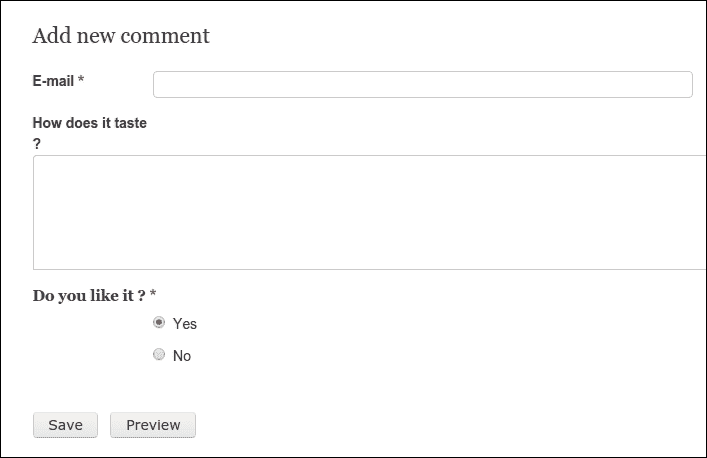 Add new comment
E-mail *
How does it taste
?
Do you like it ? *
Yes
No
Save Preview